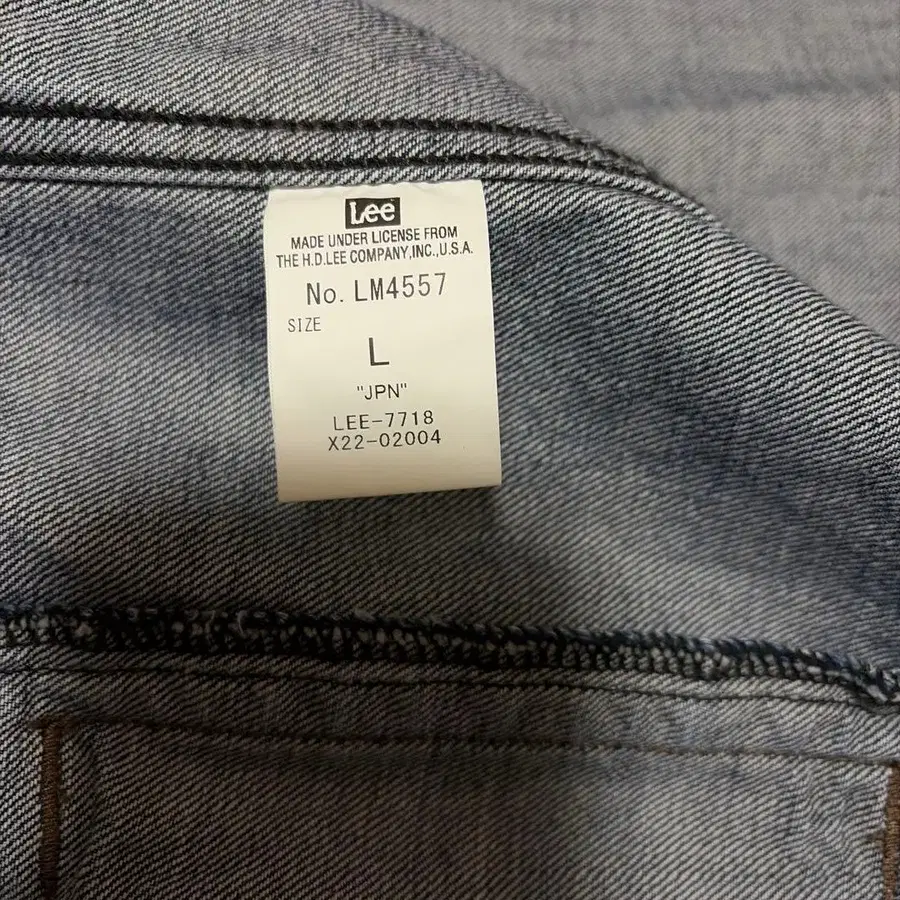 Lee
MADE UNDER LICENSE FROM
THE H.D.LEE COMPANY,INC.,U.S.A.
No. LM4557
SIZE
L
"JPN"
LEE-7718
X22-02004